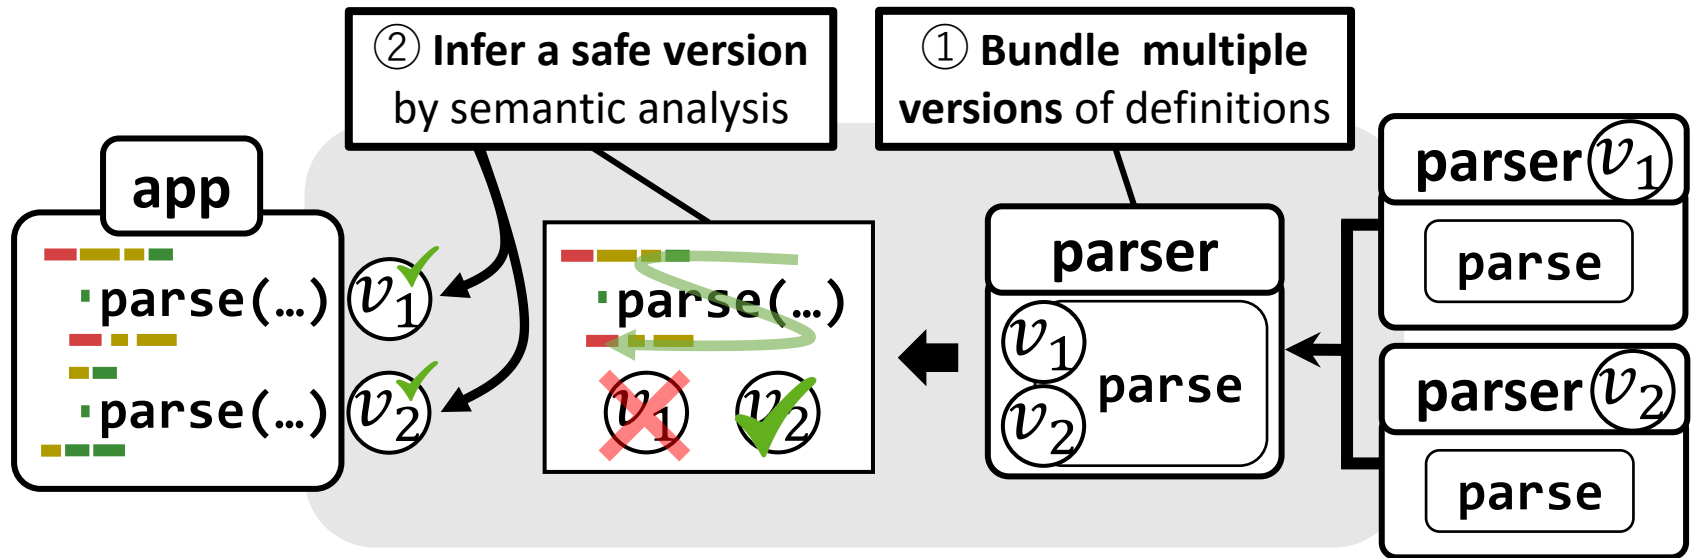 ② Infer a safe version
by semantic analysis
① Bundle multiple
versions of definitions
app
parse(…) v₁
parse(…) v₂
parse(…)
v₁ v₂
parser
v₁
v₂
parse
parser v₁
parse
parser v₂
parse